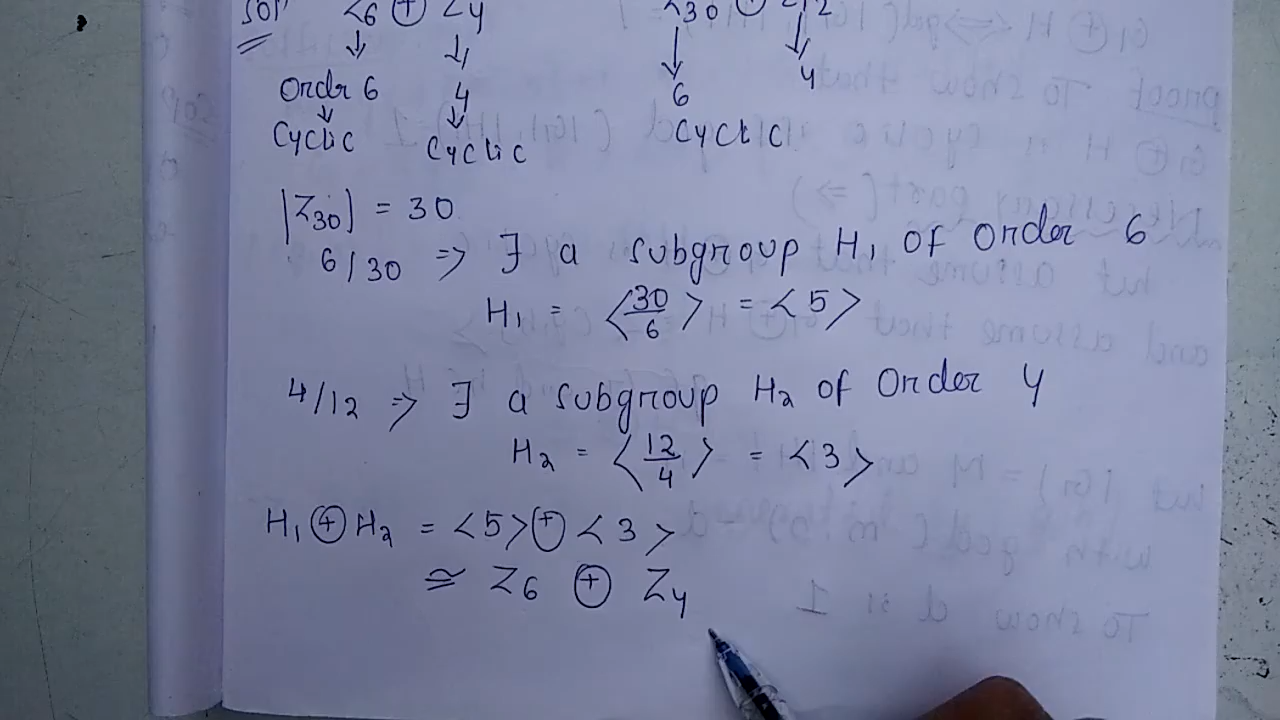 Solⁿ Z6 ⊕ Z4 Z30 ⊕ Z12
↓ ↓ ↓ ↓
Ordr 6 4 6 4
↓ ↓
Cyclic Cyclic Cyclic
|Z30| = 30
6/30 => ∃ a subgroup H1 of order 6
H1 = <30/6> = <5>
4/12 => ∃ a subgroup H2 of Order 4
H2 = <12/4> = <3>
H1 ⊕ H2 = <5> ⊕ <3>
≅ Z6 ⊕ Z4